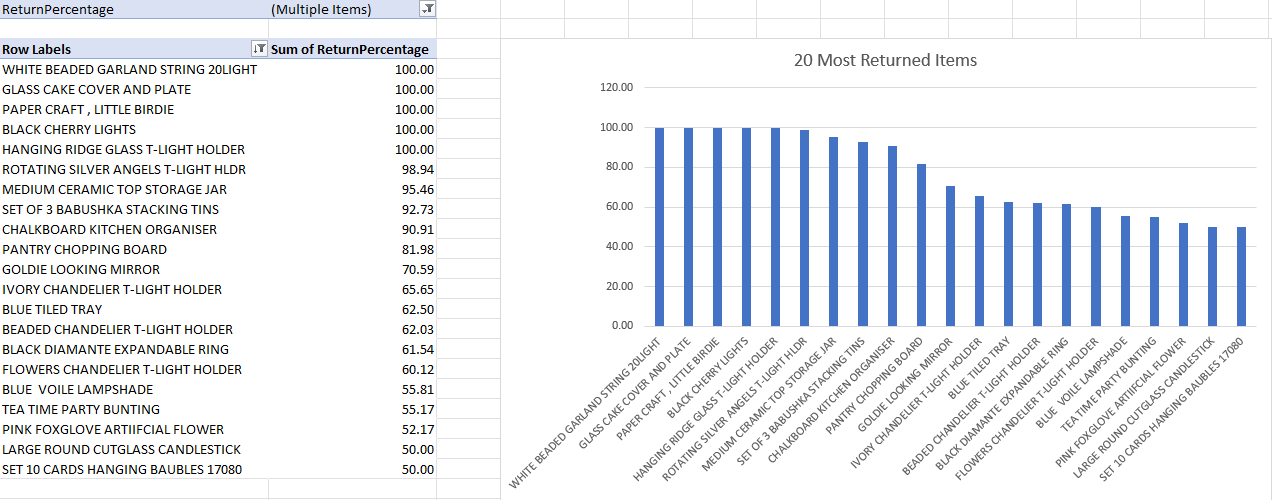 ReturnPercentage (Multiple Items)
Row Labels Sum of ReturnPercentage
WHITE BEADED GARLAND STRING 20LIGHT 100.00
GLASS CAKE COVER AND PLATE 100.00
PAPER CRAFT , LITTLE BIRDIE 100.00
BLACK CHERRY LIGHTS 100.00
HANGING RIDGE GLASS T-LIGHT HOLDER 100.00
ROTATING SILVER ANGELS T-LIGHT HLDR 98.94
MEDIUM CERAMIC TOP STORAGE JAR 95.46
SET OF 3 BABUSHKA STACKING TINS 92.73
CHALKBOARD KITCHEN ORGANISER 90.91
PANTRY CHOPPING BOARD 81.98
GOLDIE LOOKING MIRROR 70.59
IVORY CHANDELIER T-LIGHT HOLDER 65.65
BLUE TILED TRAY 62.50
BEADED CHANDELIER T-LIGHT HOLDER 62.03
BLACK DIAMANTE EXPANDABLE RING 61.54
FLOWERS CHANDELIER T-LIGHT HOLDER 60.12
BLUE  VOILE LAMPSHADE 55.81
TEA TIME PARTY BUNTING 55.17
PINK FOXGLOVE ARTIIFCIAL FLOWER 52.17
LARGE ROUND CUTGLASS CANDLESTICK 50.00
SET 10 CARDS HANGING BAUBLES 17080 50.00
20 Most Returned Items
120.00
100.00
80.00
60.00
40.00
20.00
0.00
WHITE BEADED GARLAND STRING 20LIGHT
GLASS CAKE COVER AND PLATE
PAPER CRAFT , LITTLE BIRDIE
BLACK CHERRY LIGHTS
HANGING RIDGE GLASS T-LIGHT HOLDER
ROTATING SILVER ANGELS T-LIGHT HLDR
MEDIUM CERAMIC TOP STORAGE JAR
SET OF 3 BABUSHKA STACKING TINS
CHALKBOARD KITCHEN ORGANISER
PANTRY CHOPPING BOARD
GOLDIE LOOKING MIRROR
IVORY CHANDELIER T-LIGHT HOLDER
BLUE TILED TRAY
BEADED CHANDELIER T-LIGHT HOLDER
BLACK DIAMANTE EXPANDABLE RING
FLOWERS CHANDELIER T-LIGHT HOLDER
BLUE  VOILE LAMPSHADE
TEA TIME PARTY BUNTING
PINK FOXGLOVE ARTIIFCIAL FLOWER
LARGE ROUND CUTGLASS CANDLESTICK
SET 10 CARDS HANGING BAUBLES 17080